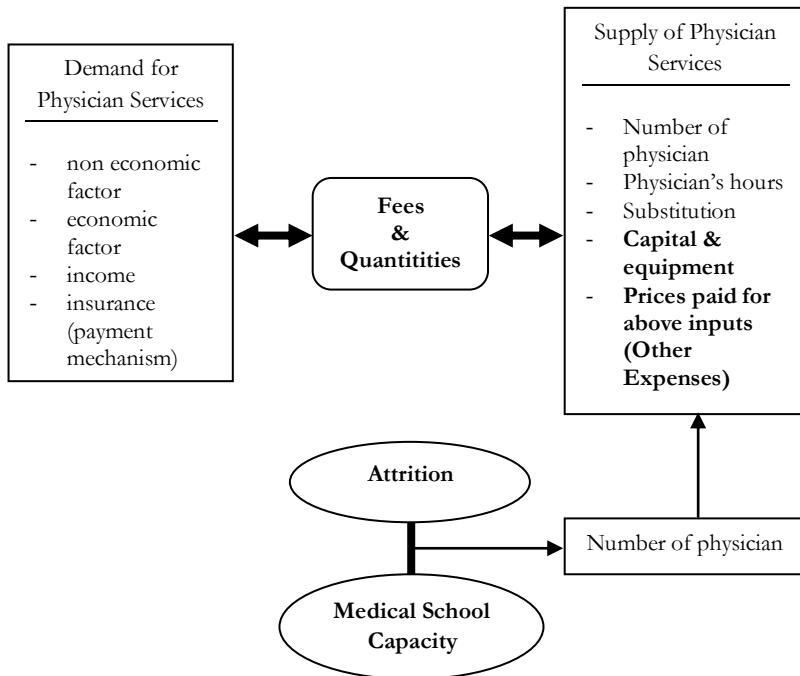 Demand for
Physician Services
- non economic
factor
- economic
factor
- income
- insurance
(payment
mechanism)
Fees
&
Quantitities
Supply of Physician
Services
- Number of
physician
- Physician’s hours
- Substitution
- Capital &
equipment
- Prices paid for
above inputs
(Other
Expenses)
Attrition
Number of physician
Medical School
Capacity